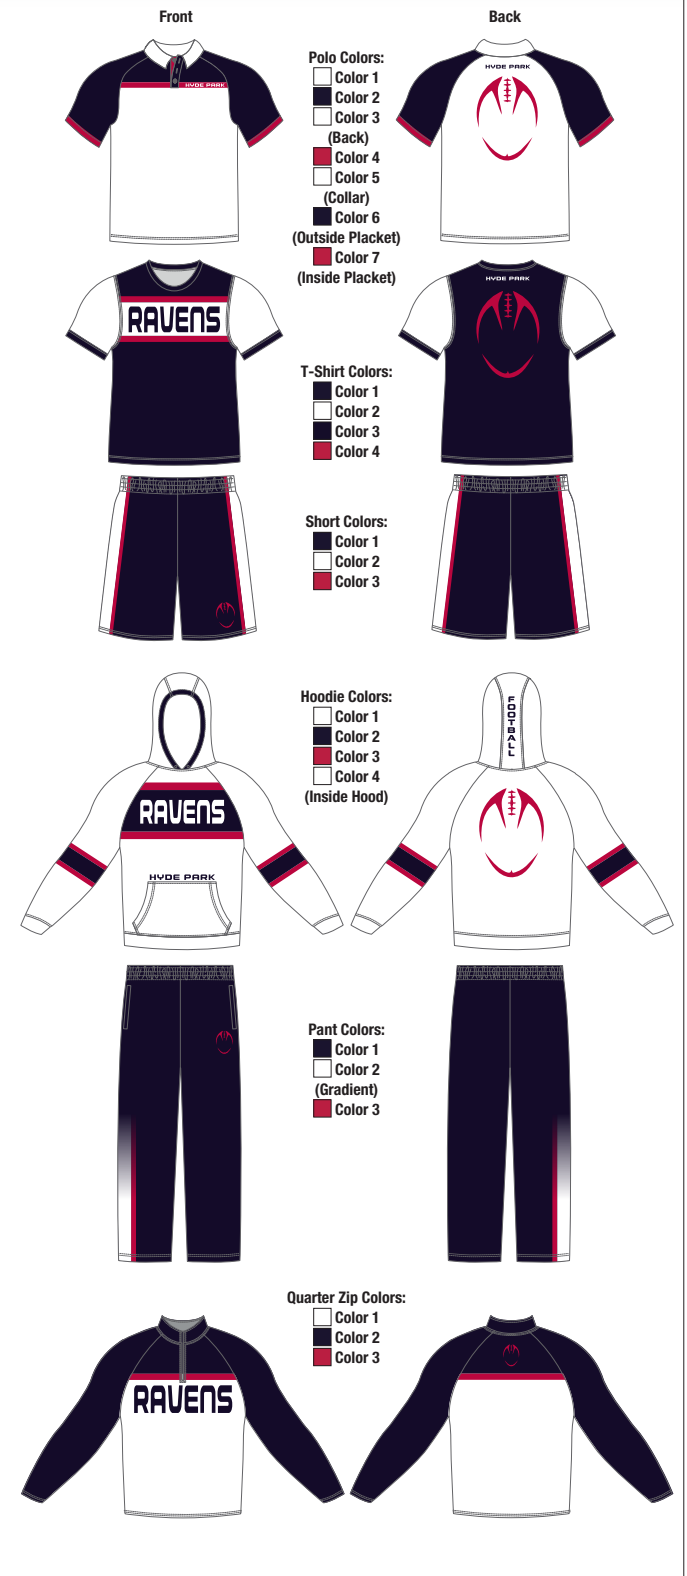 Front
Back
Polo Colors:
Color 1
Color 2
Color 3
(Back)
Color 4
Color 5
(Collar)
Color 6
(Outside Placket)
Color 7
(Inside Placket)
HYDE PARK
HYDE PARK
T-Shirt Colors:
Color 1
Color 2
Color 3
Color 4
RAVENS
HYDE PARK
Short Colors:
Color 1
Color 2
Color 3
Hoodie Colors:
Color 1
Color 2
Color 3
Color 4
(Inside Hood)
RAVENS
HYDE PARK
FOOTBALL
Pant Colors:
Color 1
Color 2
(Gradient)
Color 3
Quarter Zip Colors:
Color 1
Color 2
Color 3
RAVENS